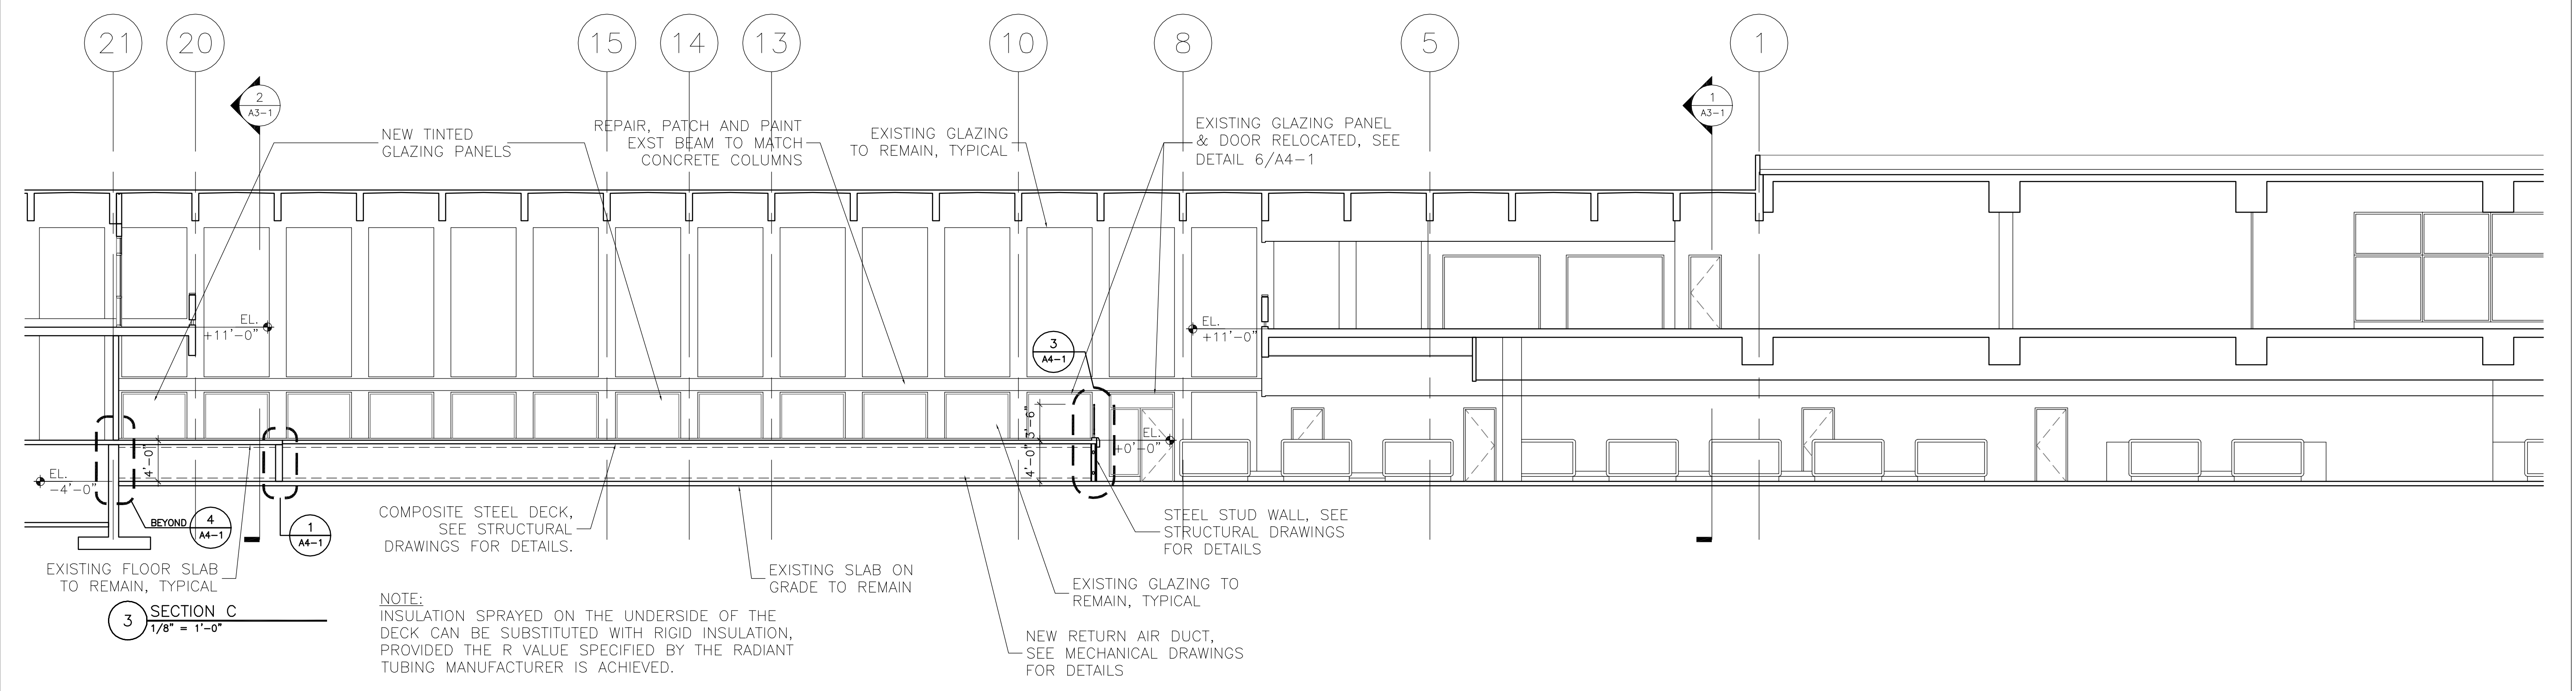 21
20
15
14
13
10
8
5
1
2
A3-1
1
A3-1
NEW TINTED
GLAZING PANELS
REPAIR, PATCH AND PAINT
EXST BEAM TO MATCH
CONCRETE COLUMNS
EXISTING GLAZING
TO REMAIN, TYPICAL
EXISTING GLAZING PANEL
& DOOR RELOCATED, SEE
DETAIL 6/A4-1
EL.
+11'-0"
EL.
+11'-0"
3
A4-1
3'-6"
4'-0"
4'-0"
EL.
+0'-0"
EL.
-4'-0"
BEYOND
4
A4-1
1
A4-1
COMPOSITE STEEL DECK,
SEE STRUCTURAL
DRAWINGS FOR DETAILS.
STEEL STUD WALL, SEE
STRUCTURAL DRAWINGS
FOR DETAILS
EXISTING FLOOR SLAB
TO REMAIN, TYPICAL
EXISTING SLAB ON
GRADE TO REMAIN
EXISTING GLAZING TO
REMAIN, TYPICAL
3
SECTION C
1/8" = 1'-0"
NOTE:
INSULATION SPRAYED ON THE UNDERSIDE OF THE
DECK CAN BE SUBSTITUTED WITH RIGID INSULATION,
PROVIDED THE R VALUE SPECIFIED BY THE RADIANT
TUBING MANUFACTURER IS ACHIEVED.
NEW RETURN AIR DUCT,
SEE MECHANICAL DRAWINGS
FOR DETAILS